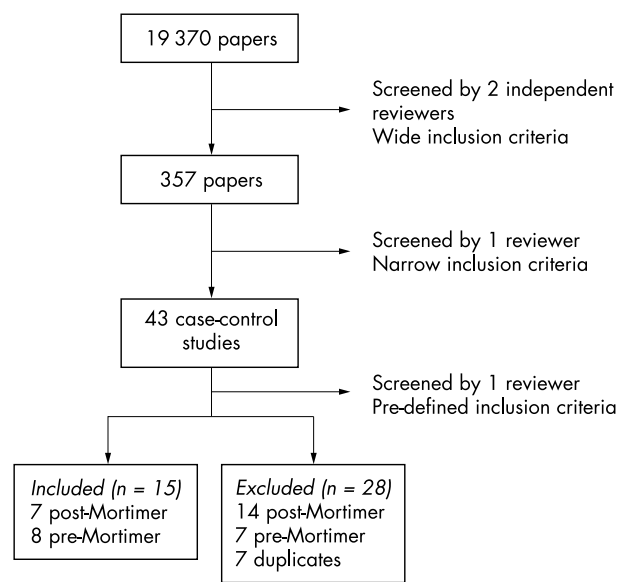 19 370 papers
Screened by 2 independent
reviewers
Wide inclusion criteria
357 papers
Screened by 1 reviewer
Narrow inclusion criteria
43 case-control
studies
Screened by 1 reviewer
Pre-defined inclusion criteria
Included (n = 15)
7 post-Mortimer
8 pre-Mortimer
Excluded (n = 28)
14 post-Mortimer
7 pre-Mortimer
7 duplicates